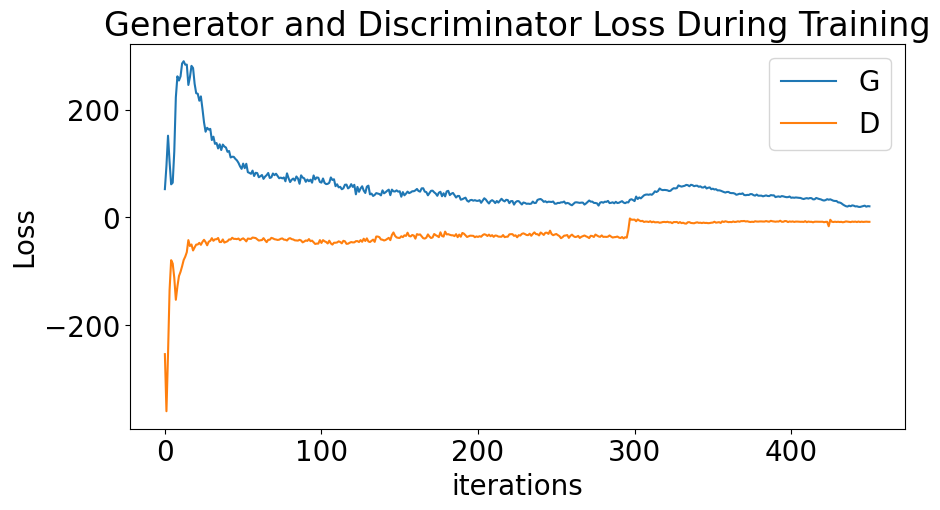 Generator and Discriminator Loss During Training
G
D
Loss
200
0
−200
0 100 200 300 400
iterations